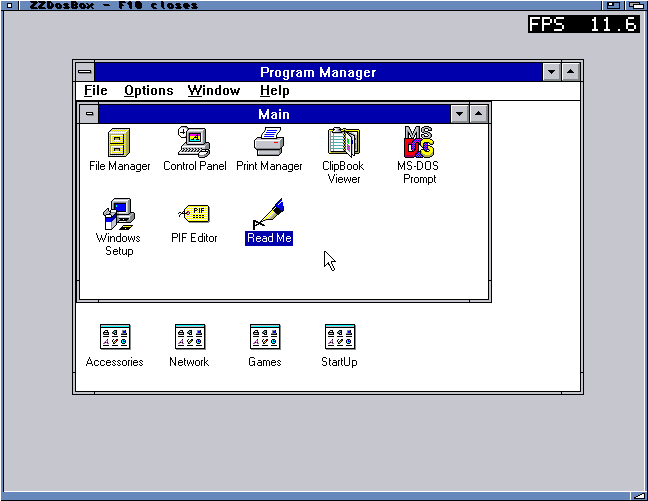 ZZDosBox - F10 closes
FPS 11.6
Program Manager
File Options Window Help
Main
File Manager
Control Panel
Print Manager
ClipBook
Viewer
MS-DOS
Prompt
MS
DOS
Windows
Setup
PIF
PIF Editor
Read Me
Accessories
Network
Games
StartUp